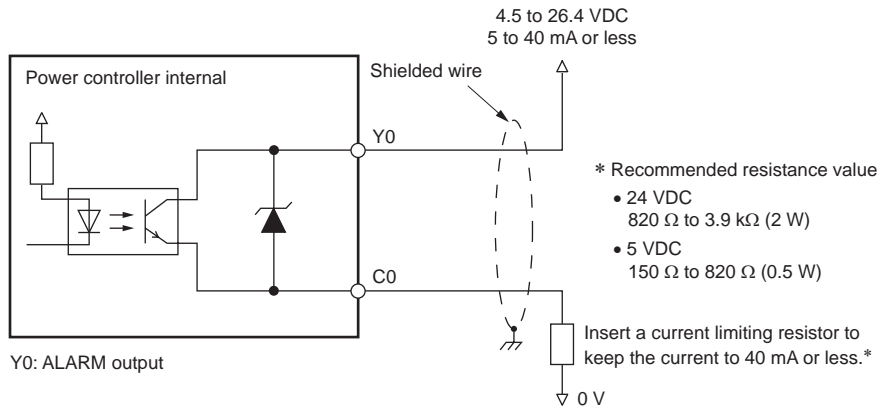 4.5 to 26.4 VDC
5 to 40 mA or less
Power controller internal
Shielded wire
Y0
* Recommended resistance value
• 24 VDC
820 Ω to 3.9 kΩ (2 W)
• 5 VDC
150 Ω to 820 Ω (0.5 W)
C0
Insert a current limiting resistor to
keep the current to 40 mA or less.*
Y0: ALARM output
0 V